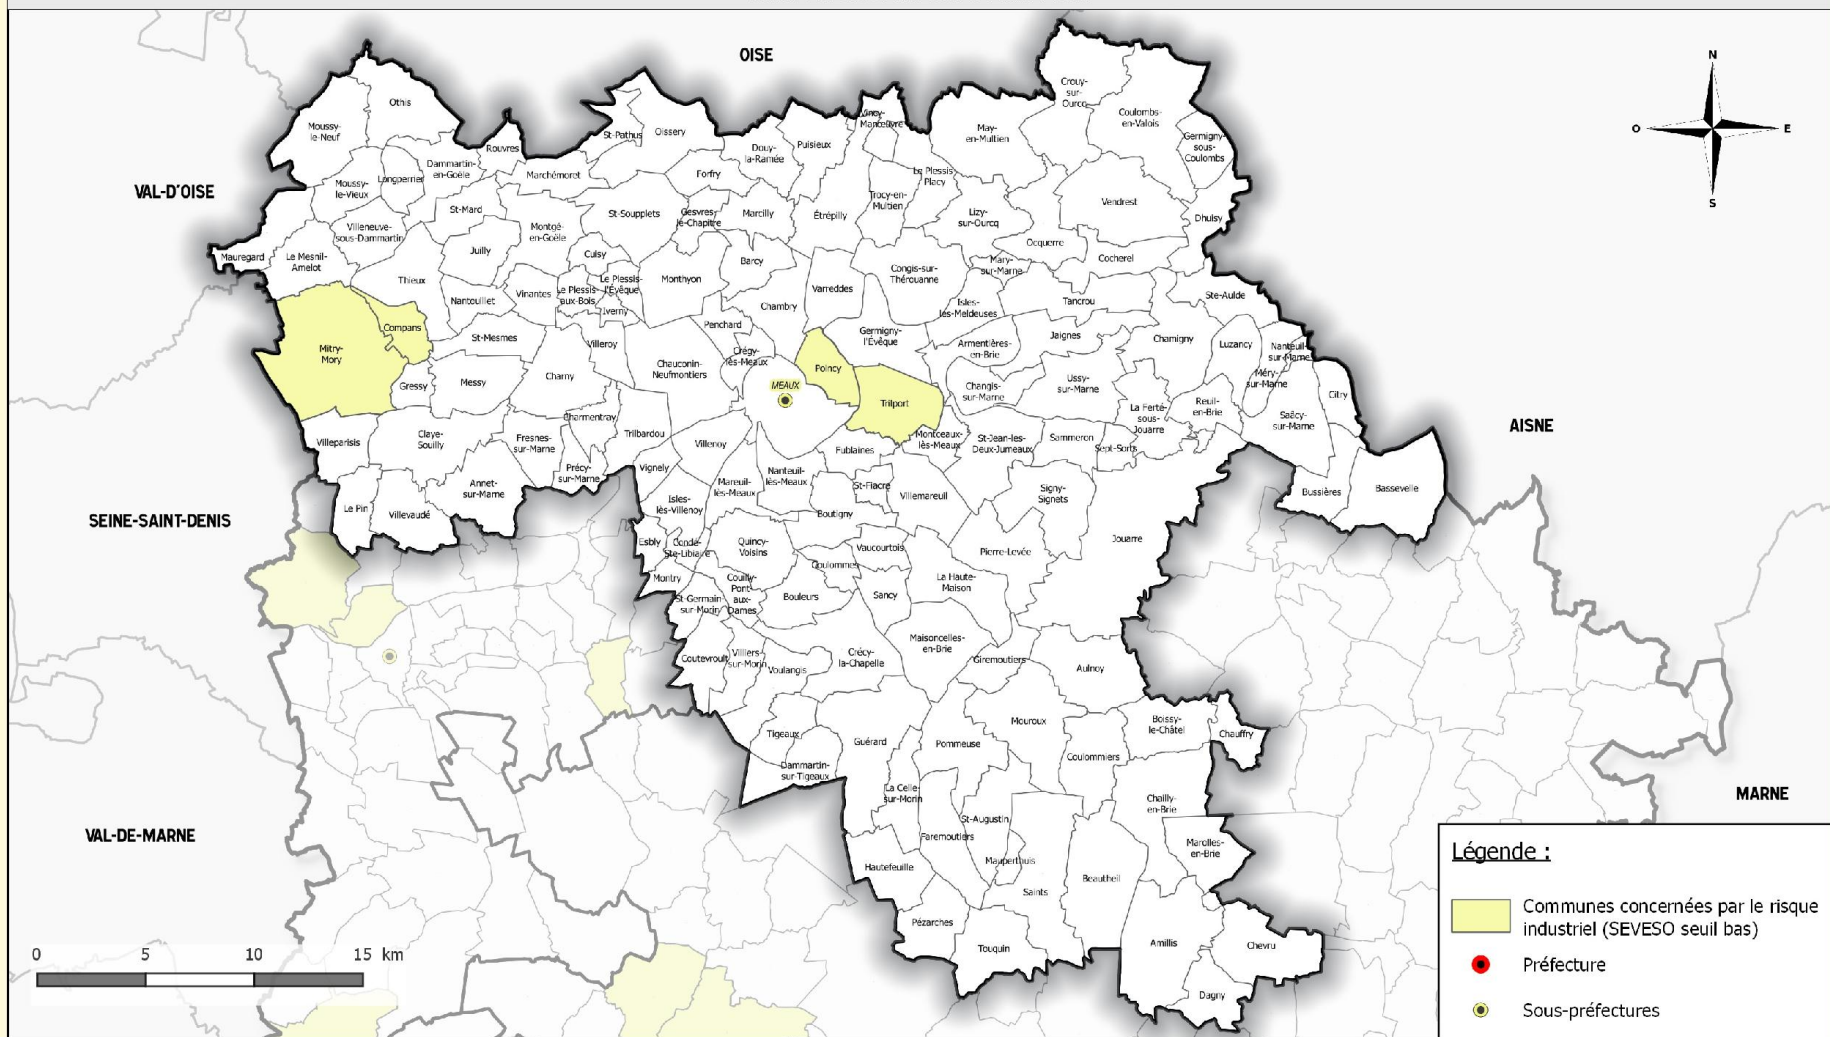 OISE
N
O
E
S
VAL-D'OISE
AISNE
SEINE-SAINT-DENIS
VAL-DE-MARNE
MARNE
Othis
Moussy-
le-Neuf
Rouvres
St-Pathus
Oissery
Dammartin-
en-Goële
Longperrier
Moussy-
le-Vieux
Marchémoret
Forfry
Douy-
la-Ramée
Puisieux
Vincy-
Manœuvre
May-
en-Multien
Crouy-
sur-
Ourcq
Coulombs-
en-Valois
Germigny-
sous-
Coulombs
Le Plessis-
Placy
Trocy-en-
Multien
Vendrest
Dhuisy
St-Mard
Villeneuve-
sous-Dammartin
Montgé-
en-Goële
St-Soupplets
Gesvres-
le-Chapitre
Marcilly
Étrépilly
Lizy-
sur-Ourcq
Ocquerre
Cocherel
Mauregard
Le Mesnil-
Amelot
Juilly
Cuisy
Thieux
Nantouillet
Vinantes
Le Plessis-
aux-Bois
Le Plessis-
l'Évêque
Iverny
Monthyon
Barcy
Varreddes
Chambry
Congis-sur-
Thérouanne
Mary-
sur-Marne
Isles-
les-Meldeuses
Tancrou
Ste-Aulde
Mitry-
Mory
Compans
Gressy
St-Mesmes
Messy
Villeroy
Charny
Penchard
Crégy-
lès-Meaux
Chauconin-
Neufmontiers
MEAUX
Poincy
Germigny-
l'Évêque
Trilport
Armentières-
en-Brie
Jaignes
Chamigny
Luzancy
Nanteuil-
sur-Marne
Méry-
sur-Marne
Citry
Changis-
sur-Marne
Ussy-
sur-Marne
La Ferté-
sous-
Jouarre
Reuil-
en-Brie
Saâcy-
sur-Marne
Villeparisis
Claye-
Souilly
Charmentray
Fresnes-
sur-Marne
Trilbardou
Précy-
sur-Marne
Villenoy
Vignely
Fublaines
Montceaux-
lès-Meaux
St-Jean-les-
Deux-Jumeaux
Sammeron
Sept-Sorts
Bussières
Bassevelle
Le Pin
Villevaudé
Annet-
sur-Marne
Isles-
lès-Villenoy
Mareuil-
lès-Meaux
Nanteuil-
lès-Meaux
St-Fiacre
Villemareuil
Boutigny
Signy-
Signets
Esbly
Condé-
Ste-Libiaire
Quincy-
Voisins
Vaucourtois
Coulommes
Pierre-Levée
Jouarre
Montry
St-Germain-
sur-Morin
Couilly-
Pont-
aux-
Dames
Bouleurs
Sancy
La Haute-
Maison
Coutevroult
Villiers-
sur-Morin
Voulangis
Crécy-
la-Chapelle
Maisoncelles-
en-Brie
Giremoutiers
Aulnoy
Tigeaux
Dammartin-
sur-Tigeaux
Guérard
Pommeuse
Mouroux
Coulommiers
Boissy-
le-Châtel
Chauffry
La Celle-
sur-Morin
St-Augustin
Faremoutiers
Mauperthuis
Chailly-
en-Brie
Marolles-
en-Brie
Hautefeuille
Saints
Beautheil
Pézarches
Touquin
Amillis
Chevru
Dagny
0 5 10 15 km
Légende :
Communes concernées par le risque
industriel (SEVESO seuil bas)
Préfecture
Sous-préfectures